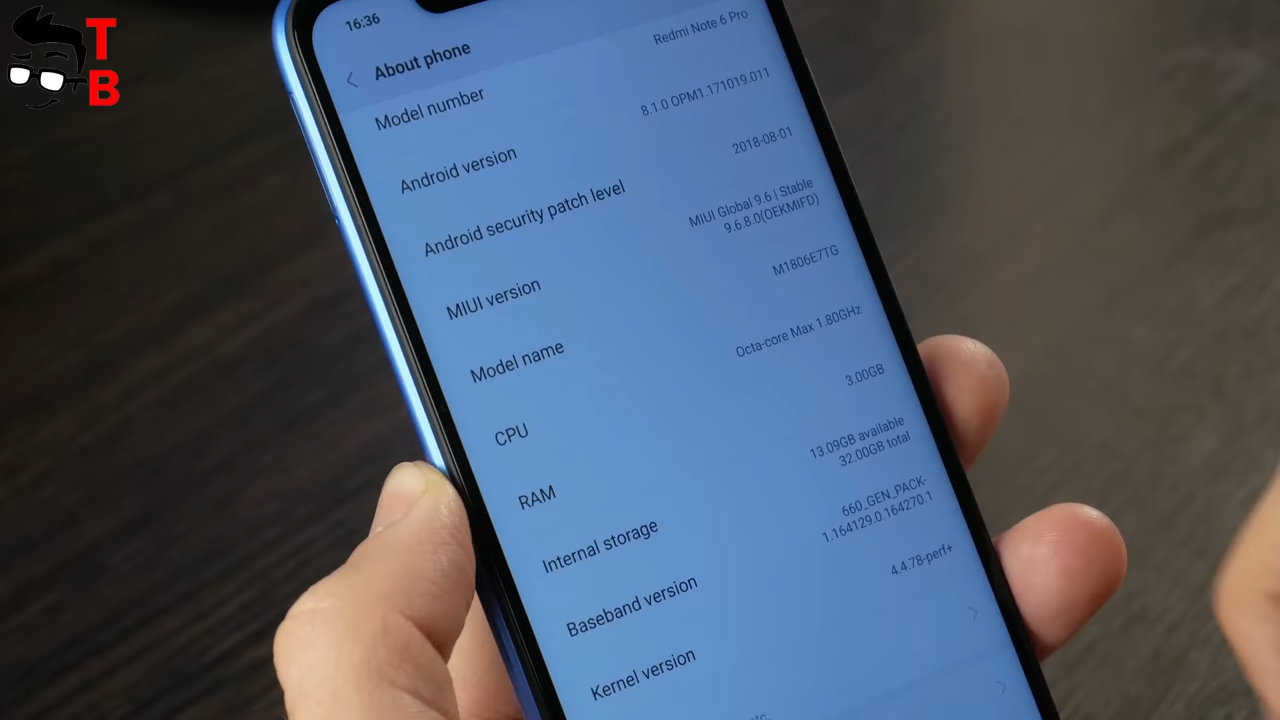 T
B
16:36
About phone
Model number
Redmi Note 6 Pro
Android version
8.1.0 OPM1.171019.011
Android security patch level
2018-08-01
MIUI version
MIUI Global 9.6 | Stable
9.6.8.0(OEKMIFD)
Model name
M1806E7TG
CPU
Octa-core Max 1.80GHz
RAM
3.00GB
Internal storage
13.09GB available
32.00GB total
Baseband version
660_GEN_PACK-
1.164129.0.164270.1
Kernel version
4.4.78-perf+
etc.